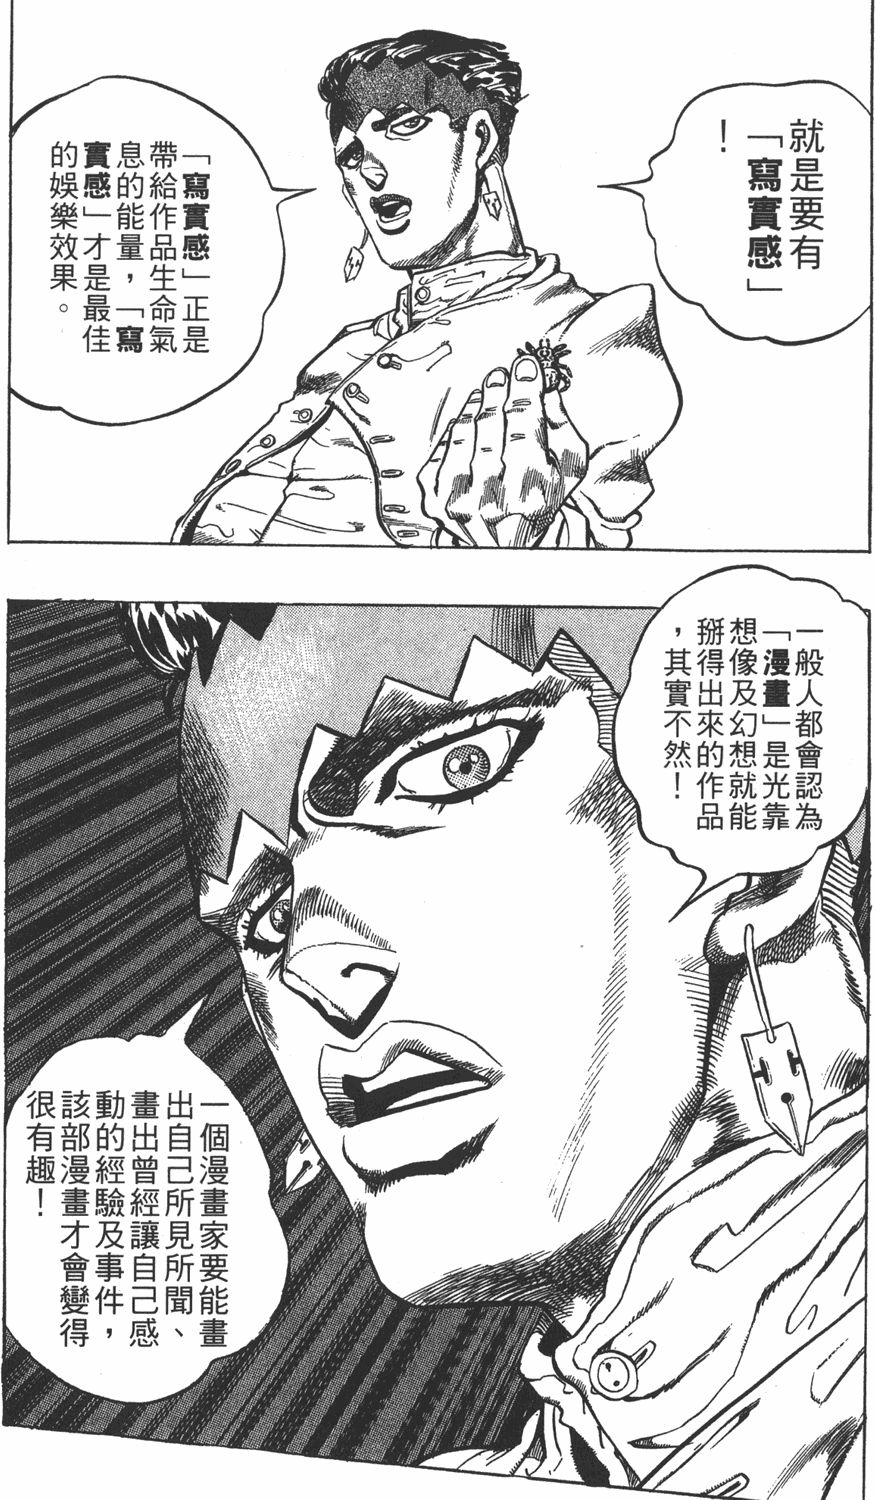 就是要有
「寫實感」
！
「寫實感」正是
帶給作品生命氣
息的能量，「寫
實感」才是最佳
的娛樂效果。
一般人都會認為
「漫畫」是光靠
想像及幻想就能
掰得出來的作品
，其實不然！
一個漫畫家要能畫
出自己所見所聞、
畫出曾經讓自己感
動的經驗及事件，
該部漫畫才會變得
很有趣！